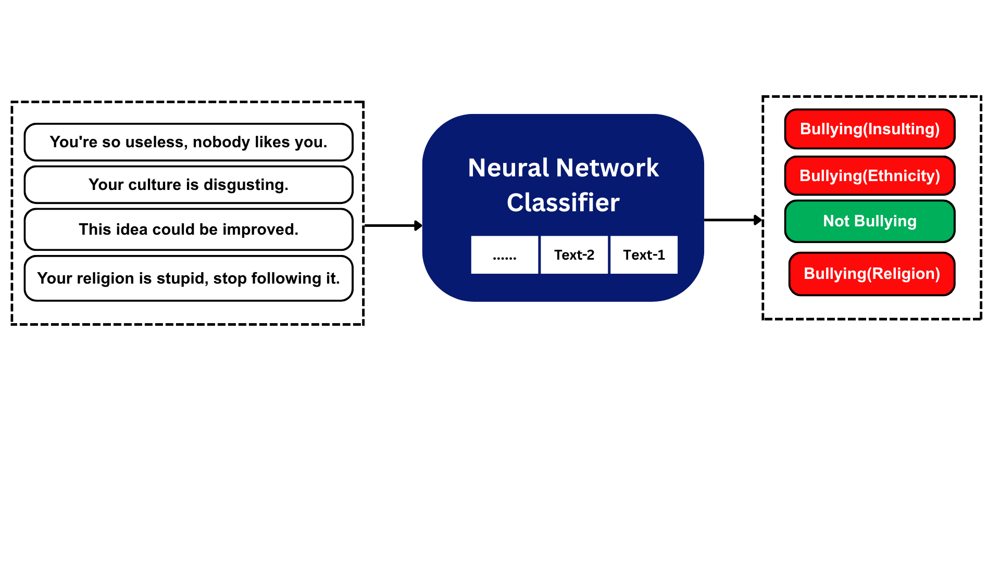 You're so useless, nobody likes you.
Your culture is disgusting.
This idea could be improved.
Your religion is stupid, stop following it.
Neural Network
Classifier
......
Text-2
Text-1
Bullying(Insulting)
Bullying(Ethnicity)
Not Bullying
Bullying(Religion)